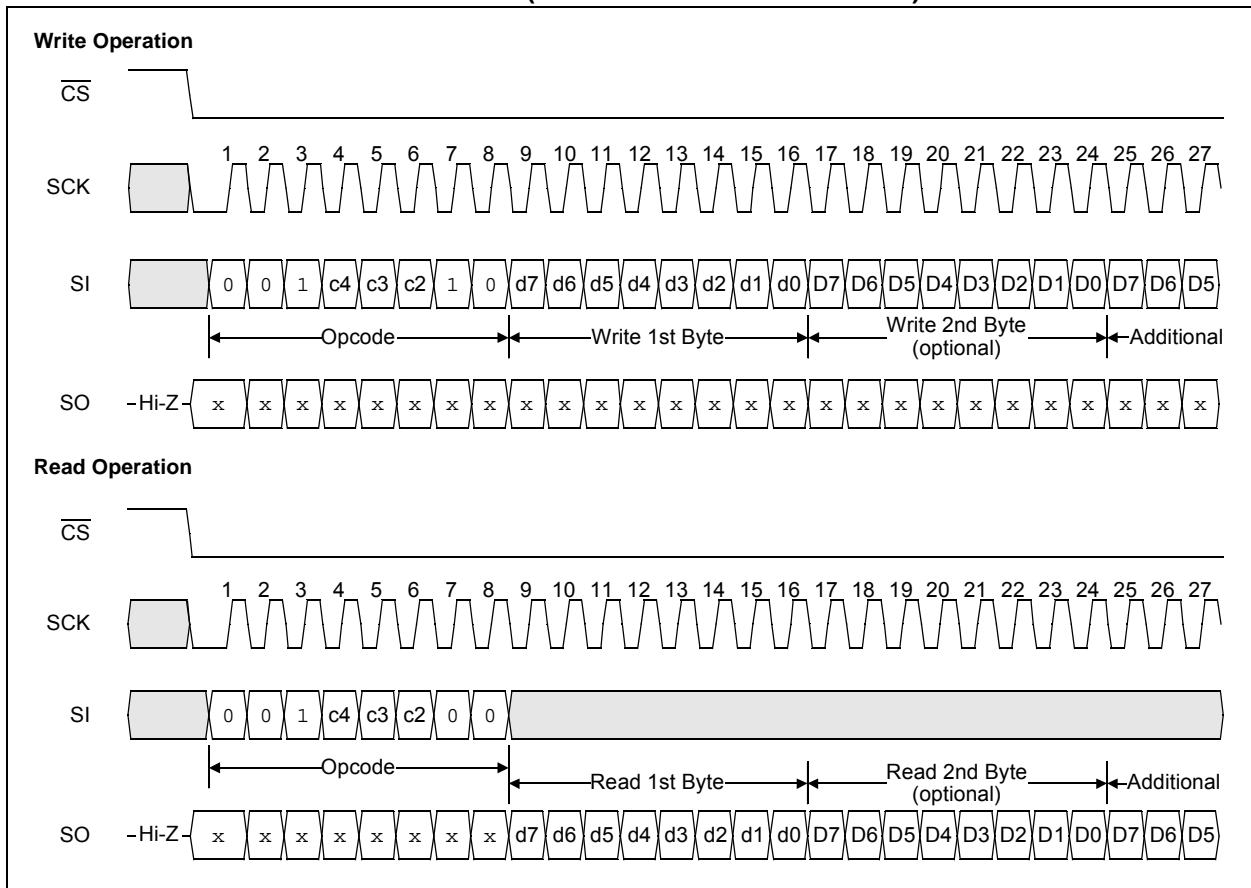 Write Operation
CS
1 2 3 4 5 6 7 8 9 10 11 12 13 14 15 16 17 18 19 20 21 22 23 24 25 26 27
SCK
SI 0 0 1 c4 c3 c2 1 0 d7 d6 d5 d4 d3 d2 d1 d0 D7 D6 D5 D4 D3 D2 D1 D0 D7 D6 D5
Opcode Write 1st Byte Write 2nd Byte Additional
(optional)
SO Hi-Z x x x x x x x x x x x x x x x x x x x x x x x x x x x
Read Operation
CS
1 2 3 4 5 6 7 8 9 10 11 12 13 14 15 16 17 18 19 20 21 22 23 24 25 26 27
SCK
SI 0 0 1 c4 c3 c2 0 0
Opcode Read 1st Byte Read 2nd Byte Additional
(optional)
SO Hi-Z x x x x x x x x d7 d6 d5 d4 d3 d2 d1 d0 D7 D6 D5 D4 D3 D2 D1 D0 D7 D6 D5